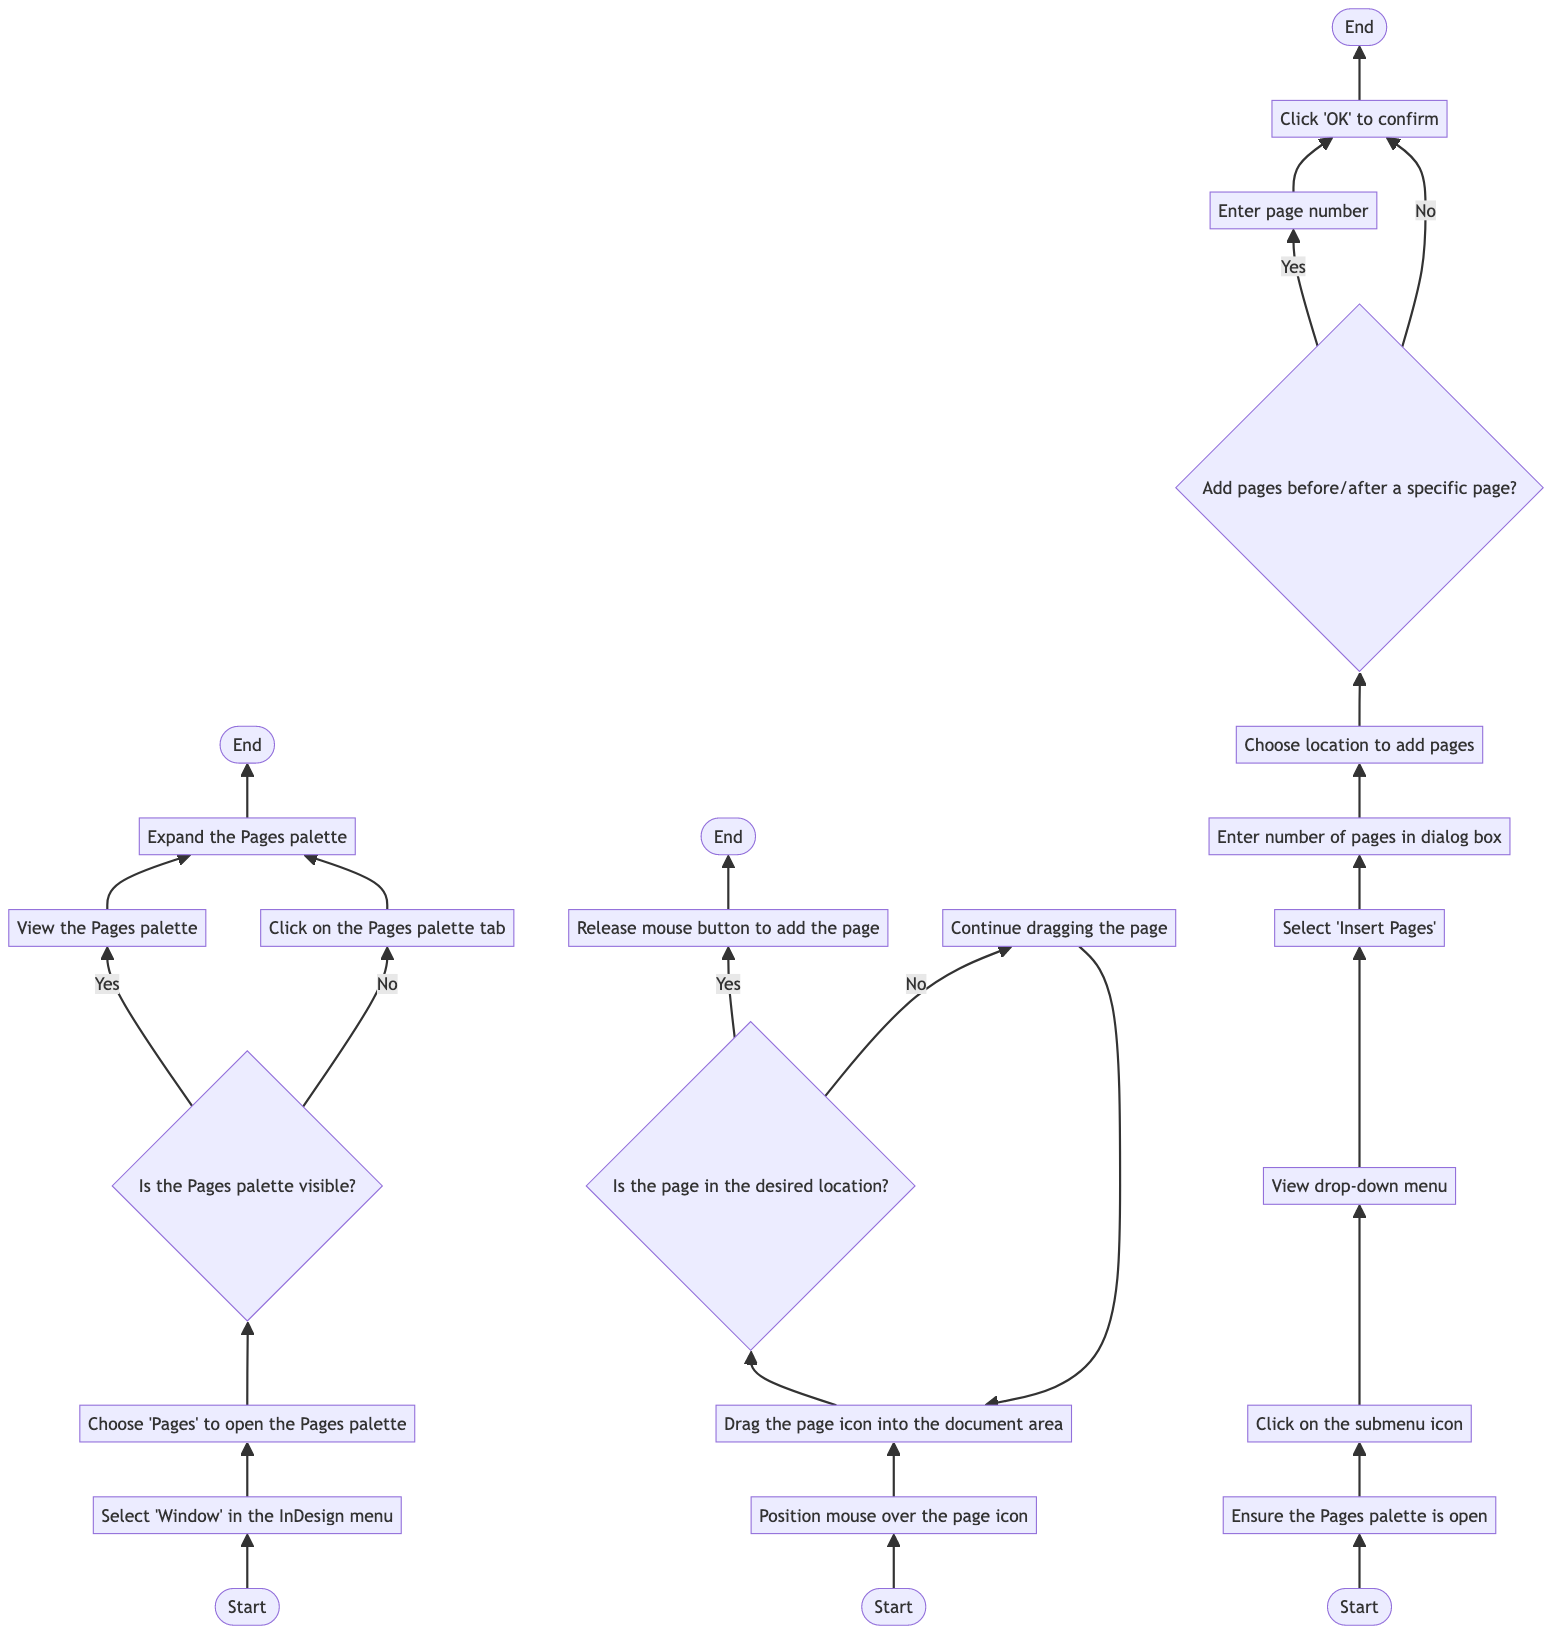 End
Click 'OK' to confirm
Enter page number
No
Yes
Add pages before/after a specific page?
Choose location to add pages
Enter number of pages in dialog box
Select 'Insert Pages'
View drop-down menu
Click on the submenu icon
Ensure the Pages palette is open
Start
End
Expand the Pages palette
View the Pages palette
Click on the Pages palette tab
Yes
No
Is the Pages palette visible?
Choose 'Pages' to open the Pages palette
Select 'Window' in the InDesign menu
Start
End
Release mouse button to add the page
Continue dragging the page
Yes
No
Is the page in the desired location?
Drag the page icon into the document area
Position mouse over the page icon
Start